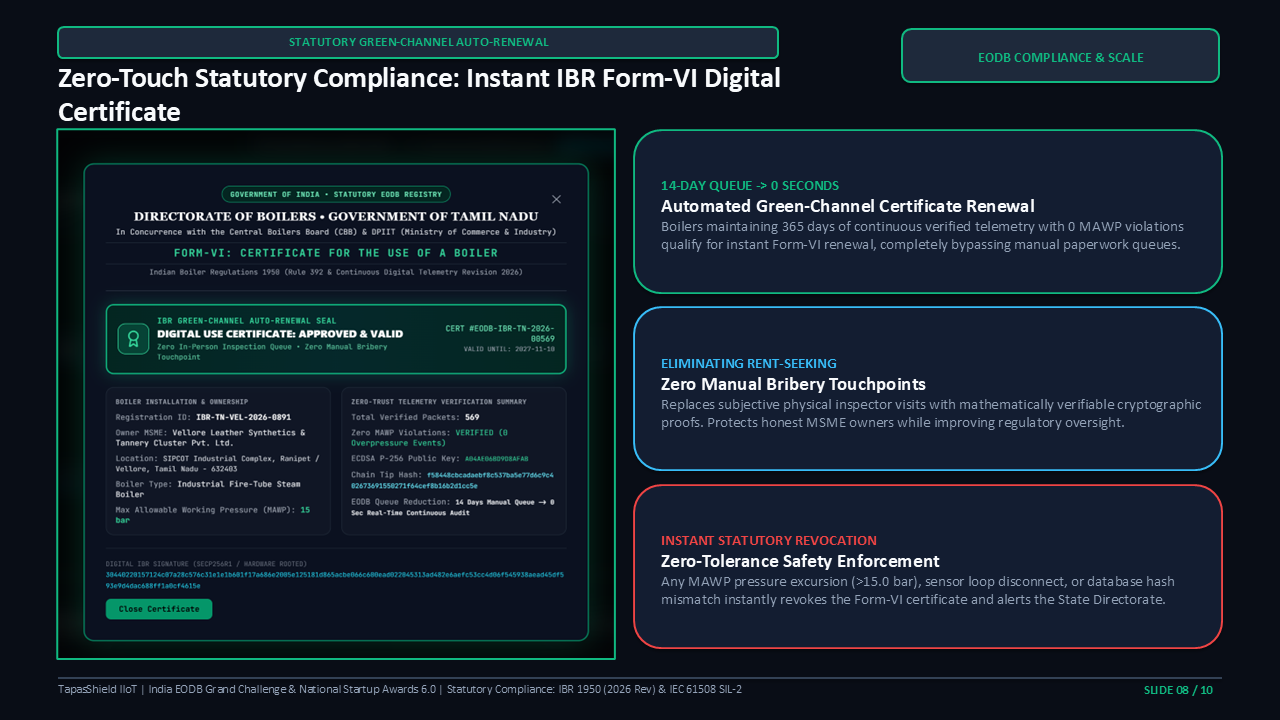 STATUTORY GREEN-CHANNEL AUTO-RENEWAL
EODB COMPLIANCE & SCALE
Zero-Touch Statutory Compliance: Instant IBR Form-VI Digital
Certificate
GOVERNMENT OF INDIA • STATUTORY EODB REGISTRY
DIRECTORATE OF BOILERS • GOVERNMENT OF TAMIL NADU
In Concurrence with the Central Boilers Board (CBB) & DPIIT (Ministry of Commerce & Industry)
FORM-VI: CERTIFICATE FOR THE USE OF A BOILER
Indian Boiler Regulations 1950 (Rule 392 & Continuous Digital Telemetry Revision 2026)
IBR GREEN-CHANNEL AUTO-RENEWAL SEAL
DIGITAL USE CERTIFICATE: APPROVED & VALID
Zero In-Person Inspection Queue • Zero Manual Bribery
Touchpoint
CERT #EODB-IBR-TN-2026-
00569
VALID UNTIL: 2027-11-10
BOILER INSTALLATION & OWNERSHIP
Registration ID: IBR-TN-VEL-2026-0891
Owner MSME: Vellore Leather Synthetics &
Tannery Cluster Pvt. Ltd.
Location: SIPCOT Industrial Complex, Ranipet /
Vellore, Tamil Nadu - 632403
Boiler Type: Industrial Fire-Tube Steam
Boiler
Max Allowable Working Pressure (MAWP): 15
bar
ZERO-TRUST TELEMETRY VERIFICATION SUMMARY
Total Verified Packets: 569
Zero MAWP Violations: VERIFIED (0
Overpressure Events)
ECDSA P-256 Public Key:
Chain Tip Hash:
EODB Queue Reduction: 14 Days Manual Queue → 0
Sec Real-Time Continuous Audit
DIGITAL IBR SIGNATURE (SECP256R1 / HARDWARE ROOTED)
Close Certificate
14-DAY QUEUE -> 0 SECONDS
Automated Green-Channel Certificate Renewal
Boilers maintaining 365 days of continuous verified telemetry with 0 MAWP violations
qualify for instant Form-VI renewal, completely bypassing manual paperwork queues.
ELIMINATING RENT-SEEKING
Zero Manual Bribery Touchpoints
Replaces subjective physical inspector visits with mathematically verifiable cryptographic
proofs. Protects honest MSME owners while improving regulatory oversight.
INSTANT STATUTORY REVOCATION
Zero-Tolerance Safety Enforcement
Any MAWP pressure excursion (>15.0 bar), sensor loop disconnect, or database hash
mismatch instantly revokes the Form-VI certificate and alerts the State Directorate.
TapasShield IIoT | India EODB Grand Challenge & National Startup Awards 6.0 | Statutory Compliance: IBR 1950 (2026 Rev) & IEC 61508 SIL-2
SLIDE 08 / 10